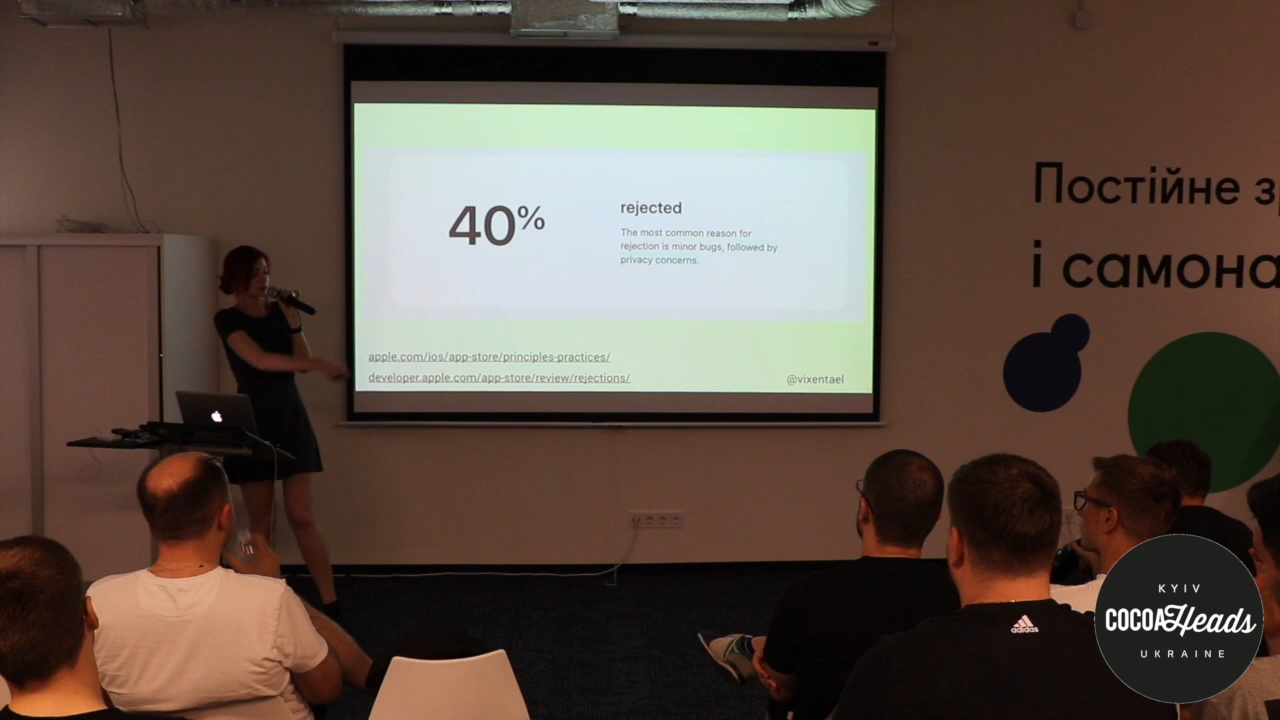 40%
rejected
The most common reason for
rejection is minor bugs, followed by
privacy concerns.
apple.com/ios/app-store/principles-practices/
developer.apple.com/app-store/review/rejections/
@vixentael
Постійне
і самона
adidas
KYIV
COCOAHeads
UKRAINE